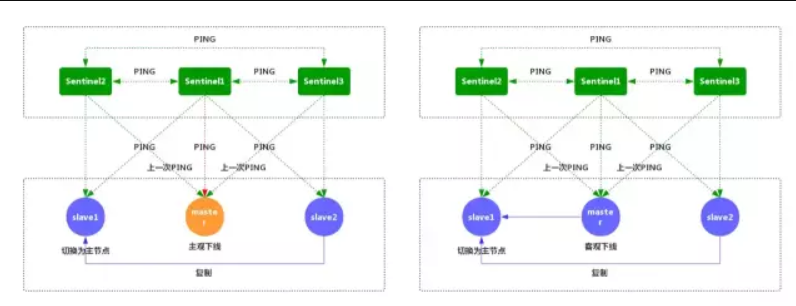 PING
Sentinel2
PING
Sentinel1
PING
Sentinel3
PING
PING
PING
上一次PING
上一次PING
slave1
maste
r
slave2
切换为主节点
主观下线
复制
PING
Sentinel2
PING
Sentinel1
PING
Sentinel3
PING
PING
PING
上一次PING
上一次PING
slave1
maste
r
slave2
切换为主节点
客观下线
复制